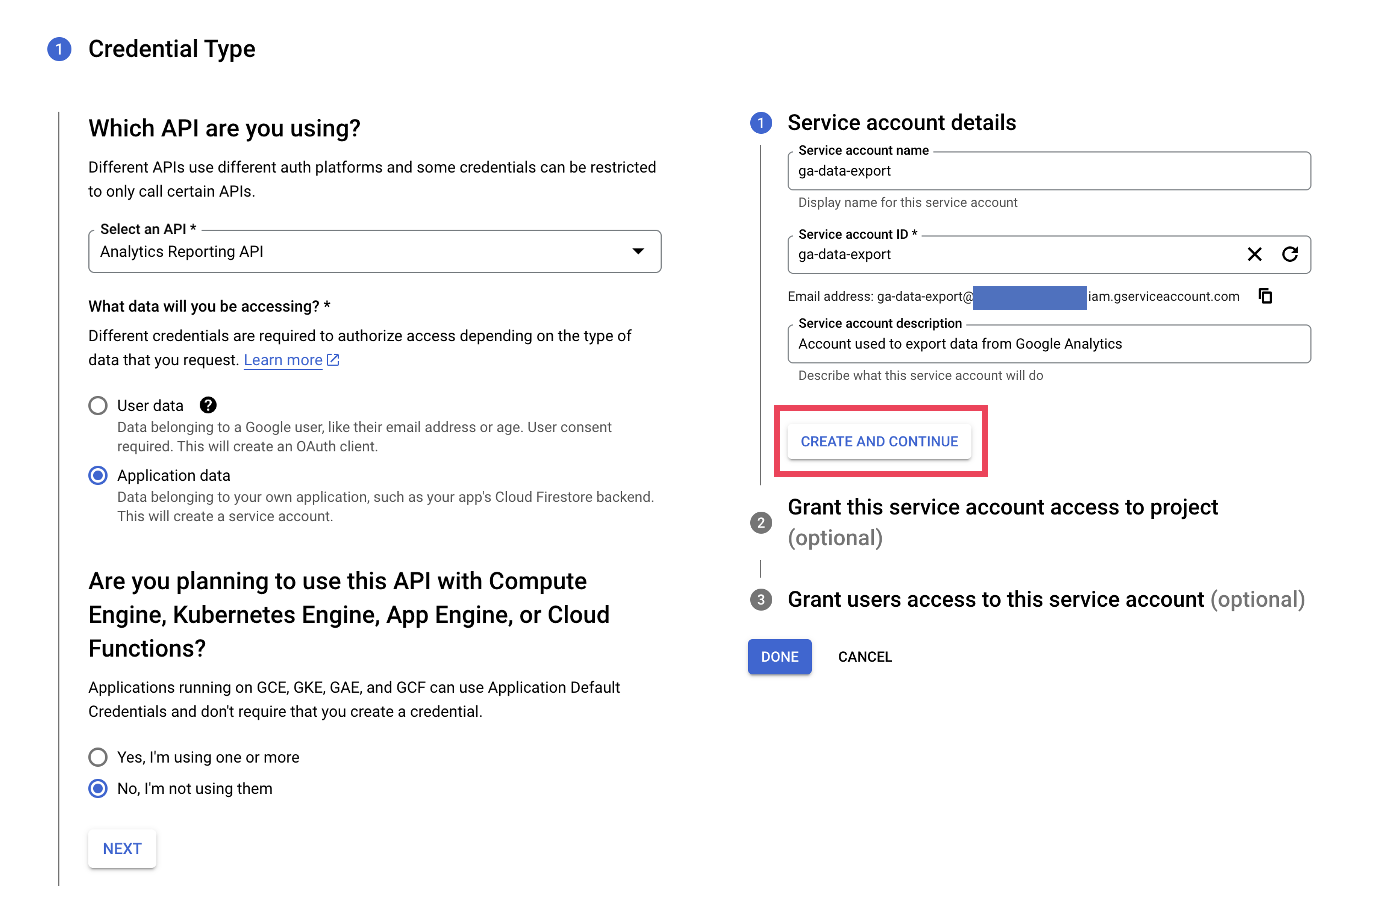 1 Credential Type
Which API are you using?
Different APIs use different auth platforms and some credentials can be restricted
to only call certain APIs.
Select an API *
Analytics Reporting API
What data will you be accessing? *
Different credentials are required to authorize access depending on the type of
data that you request. Learn more
User data ?
Data belonging to a Google user, like their email address or age. User consent
required. This will create an OAuth client.
Application data
Data belonging to your own application, such as your app's Cloud Firestore backend.
This will create a service account.
Are you planning to use this API with Compute
Engine, Kubernetes Engine, App Engine, or Cloud
Functions?
Applications running on GCE, GKE, GAE, and GCF can use Application Default
Credentials and don't require that you create a credential.
Yes, I'm using one or more
No, I'm not using them
NEXT
1 Service account details
Service account name
ga-data-export
Display name for this service account
Service account ID *
ga-data-export
Email address: ga-data-export@ iam.gserviceaccount.com
Service account description
Account used to export data from Google Analytics
Describe what this service account will do
CREATE AND CONTINUE
2 Grant this service account access to project
(optional)
3 Grant users access to this service account (optional)
DONE CANCEL